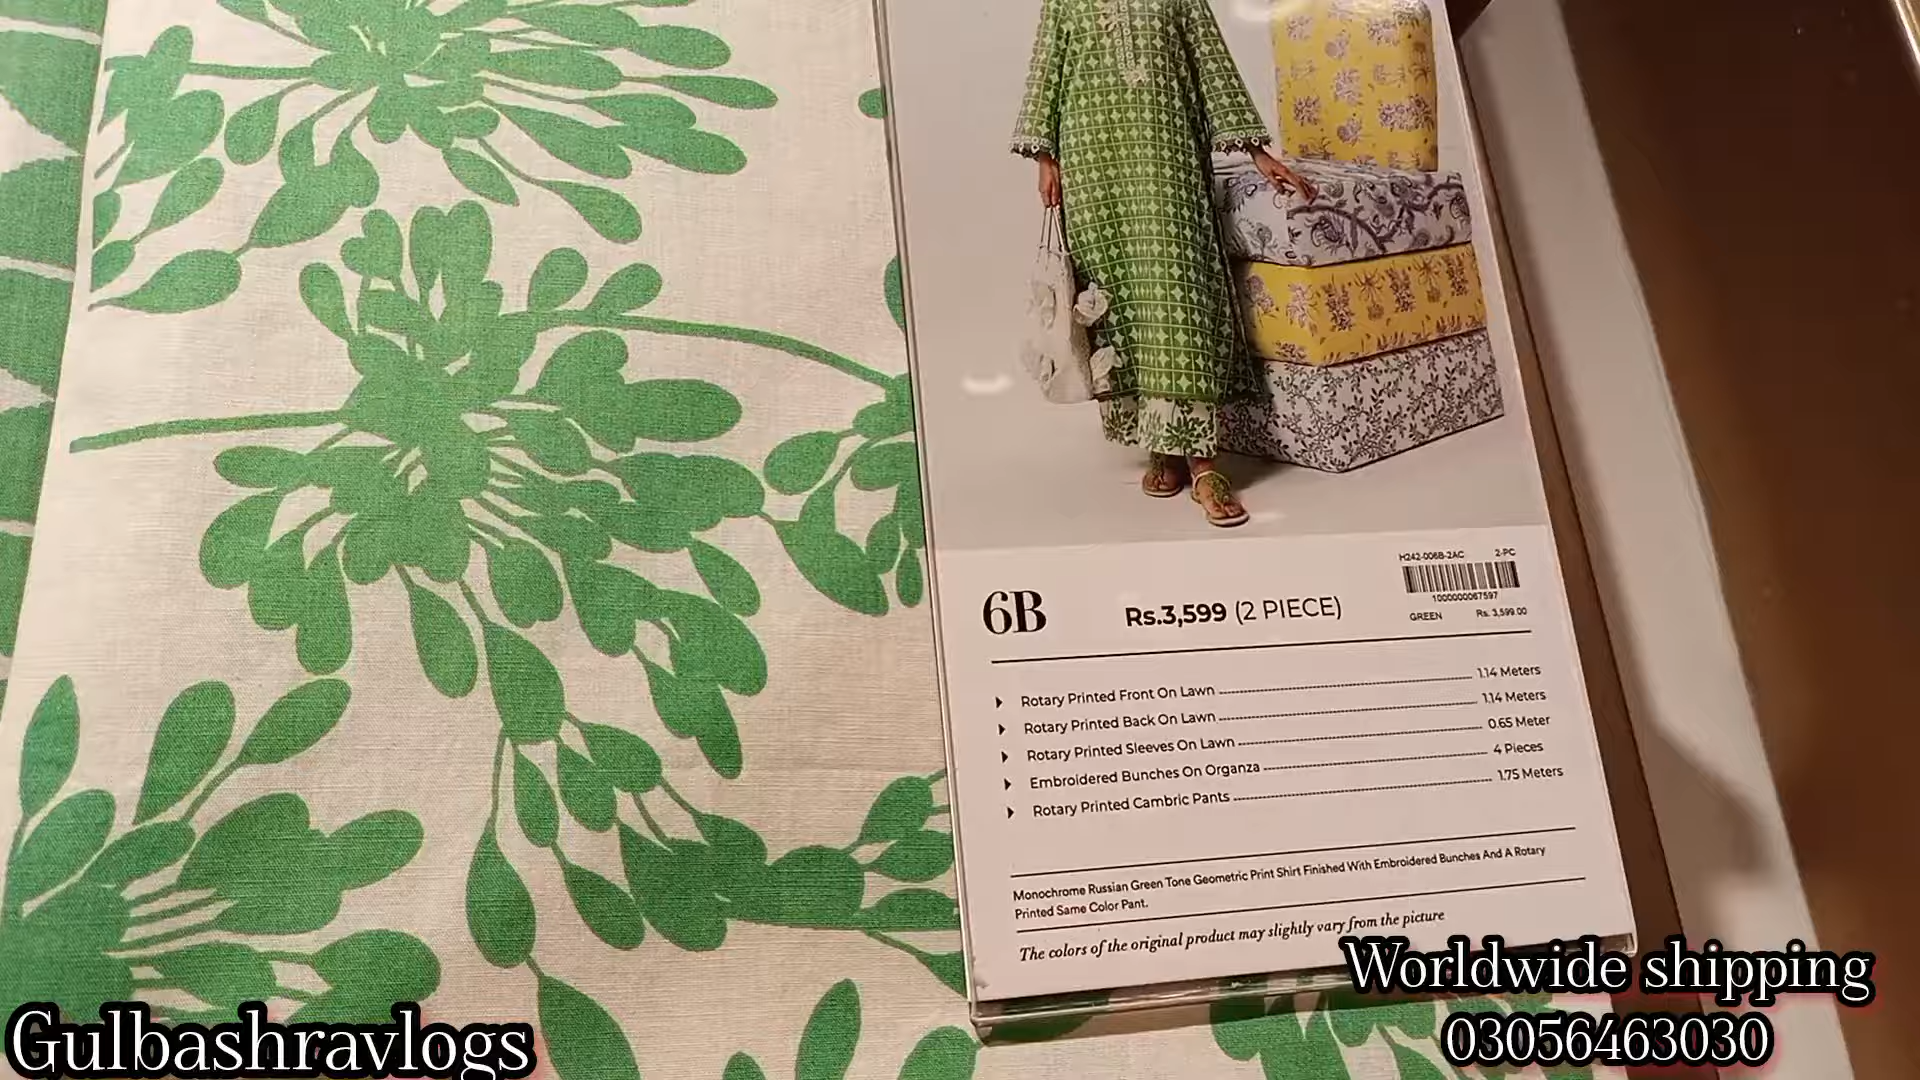 H242-006B-2AC 2-PC
1000000067597
GREEN Rs. 3,599.00
6B Rs.3,599 (2 PIECE)
Rotary Printed Front On Lawn 1.14 Meters
Rotary Printed Back On Lawn 1.14 Meters
Rotary Printed Sleeves On Lawn 0.65 Meter
Embroidered Bunches On Organza 4 Pieces
Rotary Printed Cambric Pants 1.75 Meters
Monochrome Russian Green Tone Geometric Print Shirt Finished With Embroidered Bunches And A Rotary
Printed Same Color Pant.
The colors of the original product may slightly vary from the picture
Worldwide shipping
03056463030
Gulbashravlogs